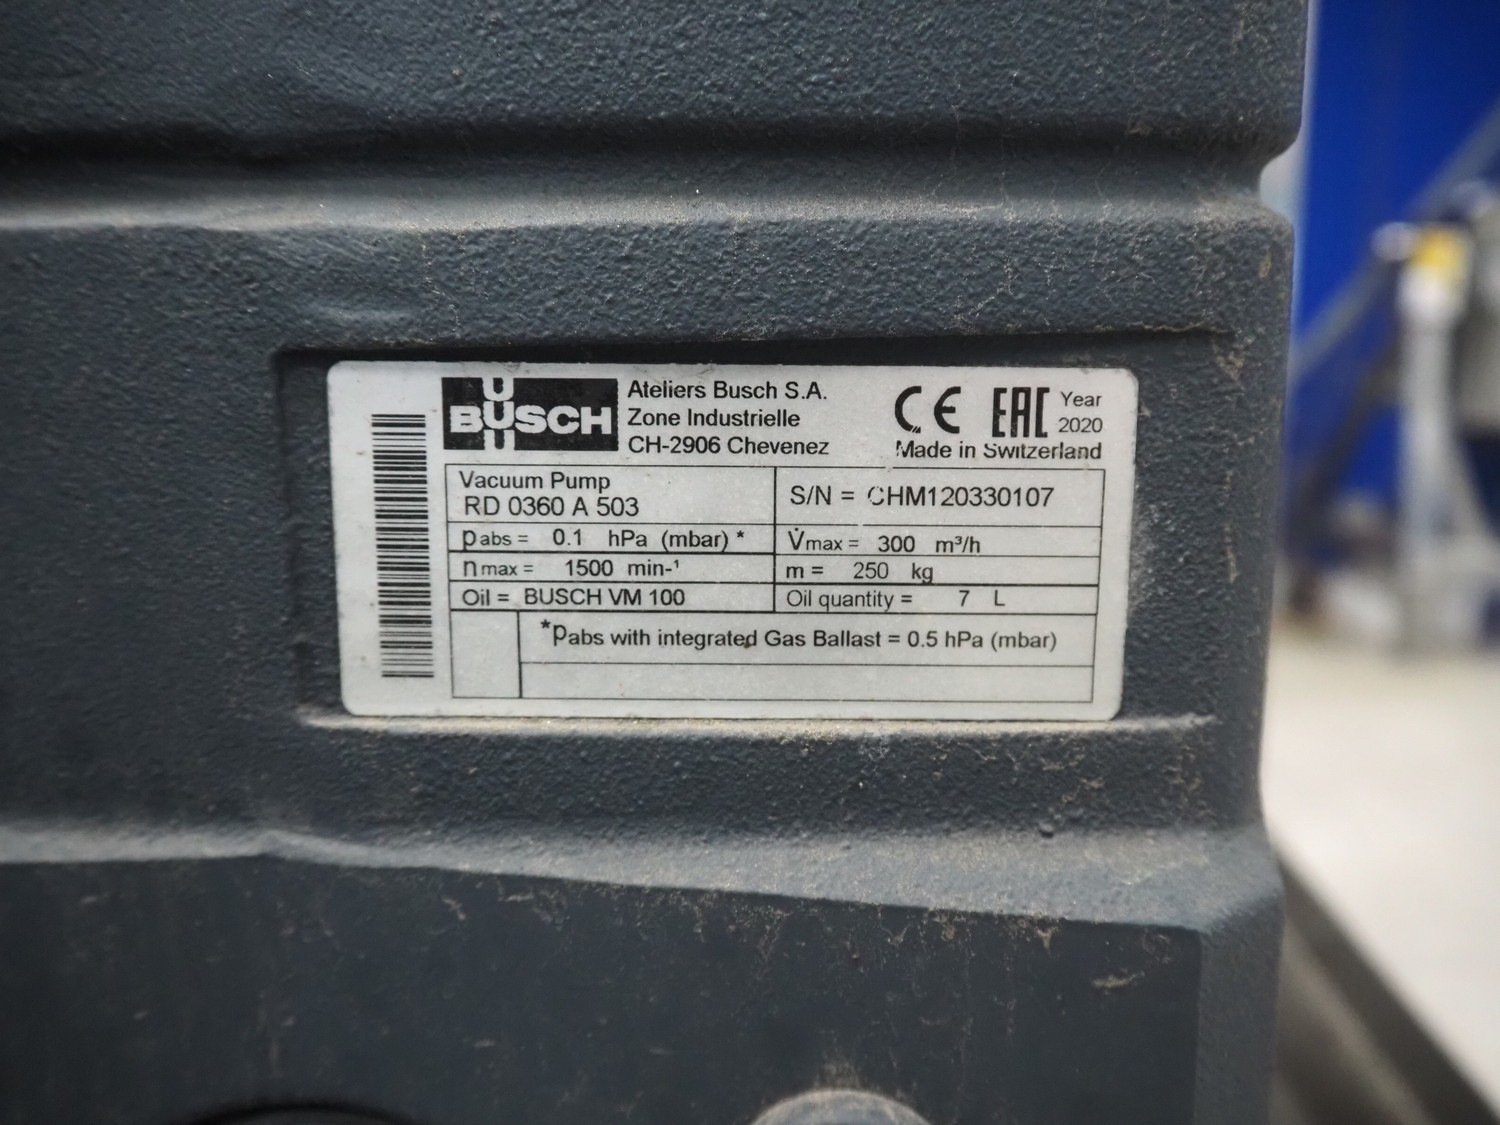 BUSCH
Ateliers Busch S.A.
Zone Industrielle
CH-2906 Chevenez
CE EAC Year
2020
Made in Switzerland
Vacuum Pump
RD 0360 A 503
S/N = CHM120330107
pabs = 0.1 hPa (mbar) *
V̇max = 300 m³/h
nmax = 1500 min-¹
m = 250 kg
Oil = BUSCH VM 100
Oil quantity = 7 L
*pabs with integrated Gas Ballast = 0.5 hPa (mbar)